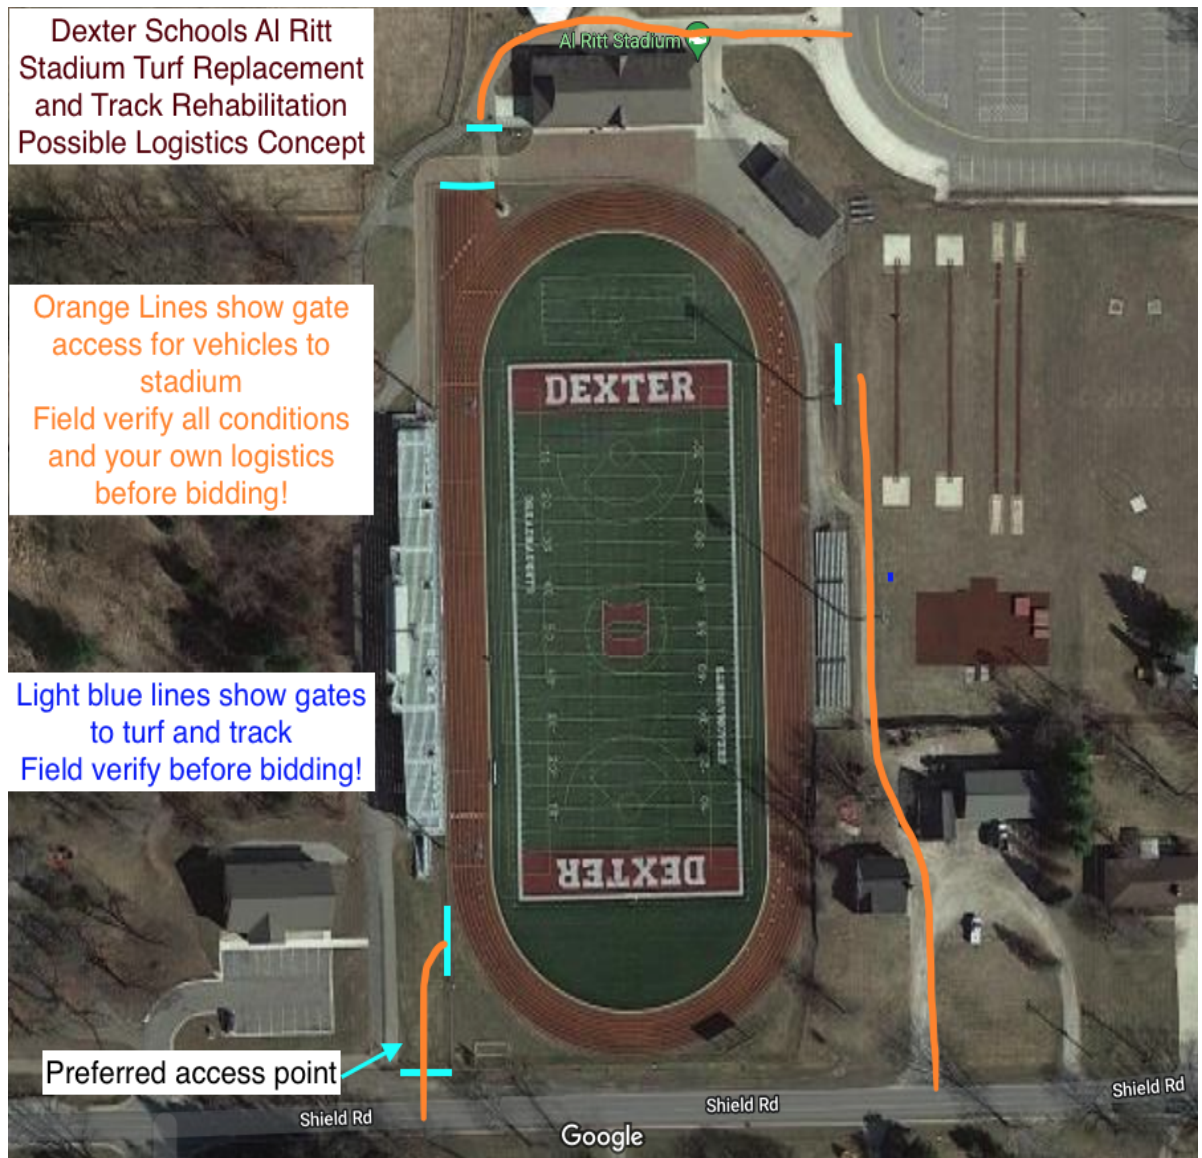 Dexter Schools Al Ritt
Stadium Turf Replacement
and Track Rehabilitation
Possible Logistics Concept
Al Ritt Stadium
Orange Lines show gate
access for vehicles to
stadium
Field verify all conditions
and your own logistics
before bidding!
DEXTER
D
Light blue lines show gates
to turf and track
Field verify before bidding!
DEXTER
Preferred access point
Shield Rd
Shield Rd
Shield Rd
Google